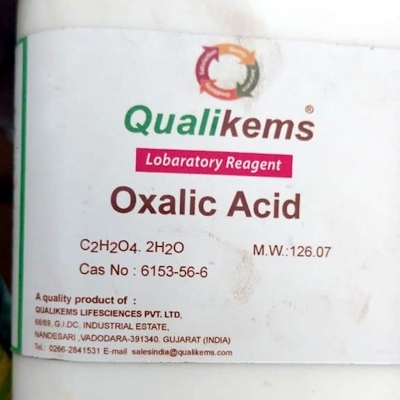 Qualikems®
Lobaratory Reagent
Oxalic Acid
C2H2O4. 2H2O M.W.:126.07
Cas No : 6153-56-6
A quality product of :
QUALIKEMS LIFESCIENCES PVT. LTD,
66/69, G.I.DC, INDUSTRIAL ESTATE,
NANDESARI ,VADODARA-391340. GUJARAT (INDIA)
Tel.: 0266-2841531 E-mail salesindia@qualikems.com